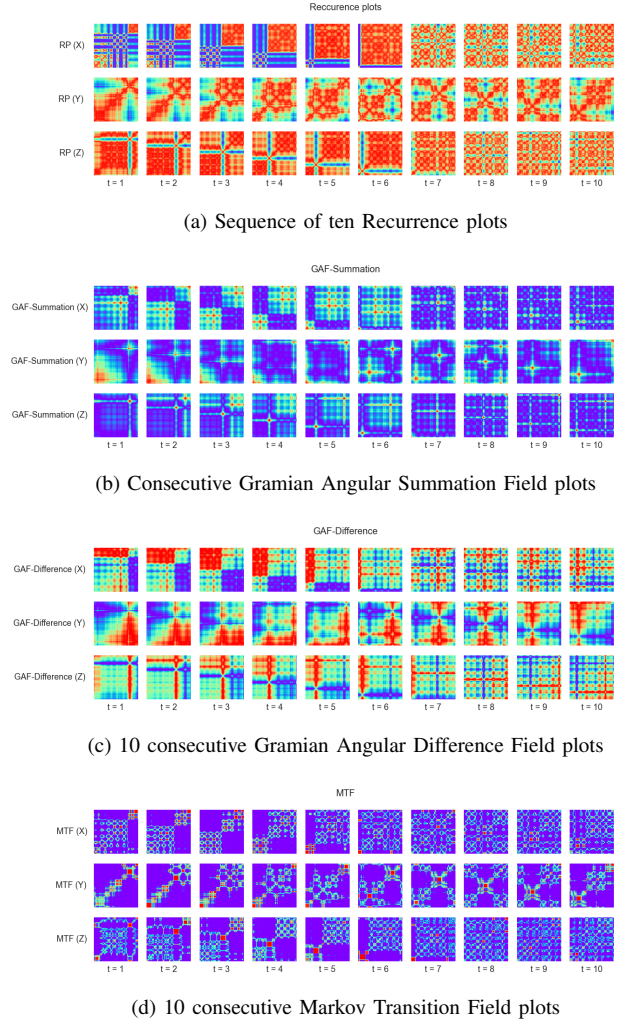 Reccurence plots
RP (X)
RP (Y)
RP (Z)
t = 1 t = 2 t = 3 t = 4 t = 5 t = 6 t = 7 t = 8 t = 9 t = 10
(a) Sequence of ten Recurrence plots
GAF-Summation
GAF-Summation (X)
GAF-Summation (Y)
GAF-Summation (Z)
t = 1 t = 2 t = 3 t = 4 t = 5 t = 6 t = 7 t = 8 t = 9 t = 10
(b) Consecutive Gramian Angular Summation Field plots
GAF-Difference
GAF-Difference (X)
GAF-Difference (Y)
GAF-Difference (Z)
t = 1 t = 2 t = 3 t = 4 t = 5 t = 6 t = 7 t = 8 t = 9 t = 10
(c) 10 consecutive Gramian Angular Difference Field plots
MTF
MTF (X)
MTF (Y)
MTF (Z)
t = 1 t = 2 t = 3 t = 4 t = 5 t = 6 t = 7 t = 8 t = 9 t = 10
(d) 10 consecutive Markov Transition Field plots